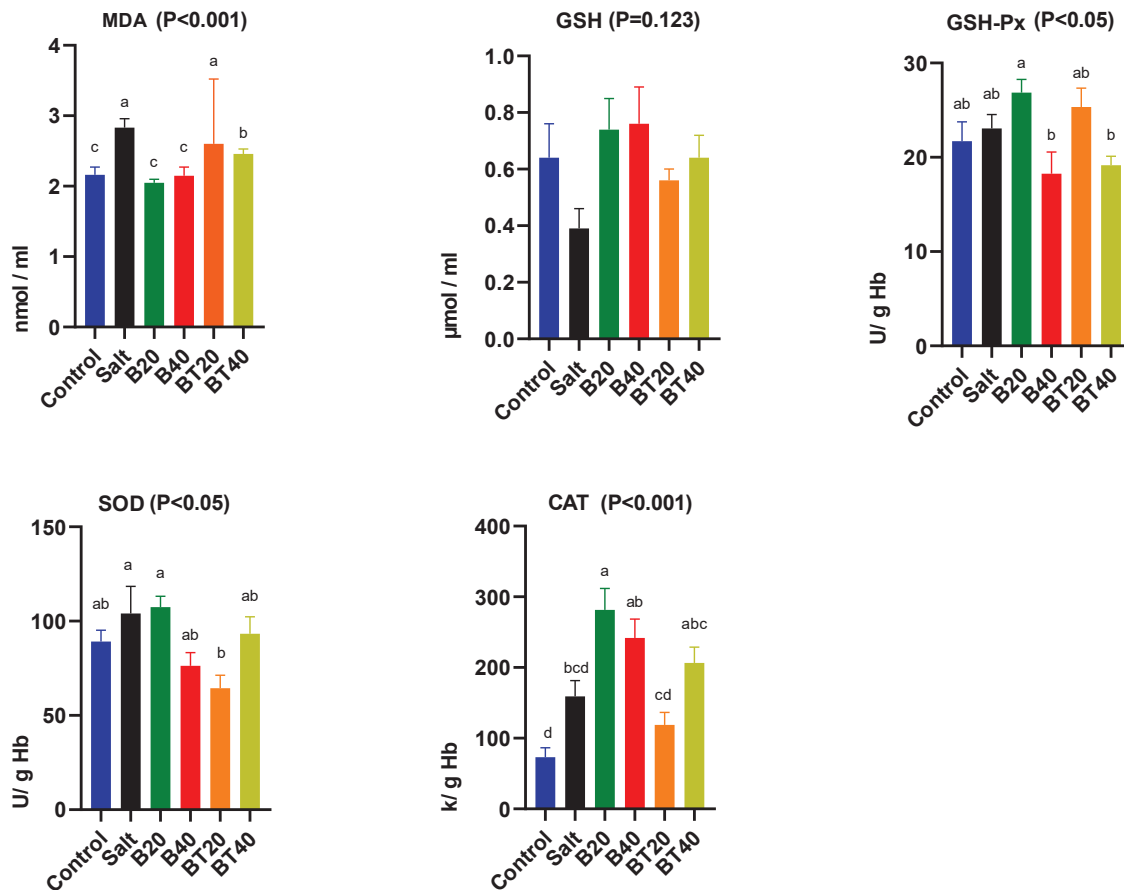 MDA (P<0.001)
nmol / ml
4
3
2
1
0
c
a
c
c
a
b
Control
Salt
B20
B40
BT20
BT40
GSH (P=0.123)
µmol / ml
1.0
0.8
0.6
0.4
0.2
0.0
Control
Salt
B20
B40
BT20
BT40
GSH-Px (P<0.05)
U/ g Hb
30
20
10
0
ab
ab
a
b
ab
b
Control
Salt
B20
B40
BT20
BT40
SOD (P<0.05)
U/ g Hb
150
100
50
0
ab
a
a
ab
b
ab
Control
Salt
B20
B40
BT20
BT40
CAT (P<0.001)
k/ g Hb
400
300
200
100
0
d
bcd
a
ab
cd
abc
Control
Salt
B20
B40
BT20
BT40